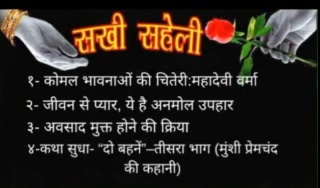 सखी सहेली
१- कोमल भावनाओं की चितेरी:महादेवी वर्मा
२- जीवन से प्यार, ये है अनमोल उपहार
३- अवसाद मुक्त होने की क्रिया
४-कथा सुधा- “दो बहनें”–तीसरा भाग (मुंशी प्रेमचंद
की कहानी)